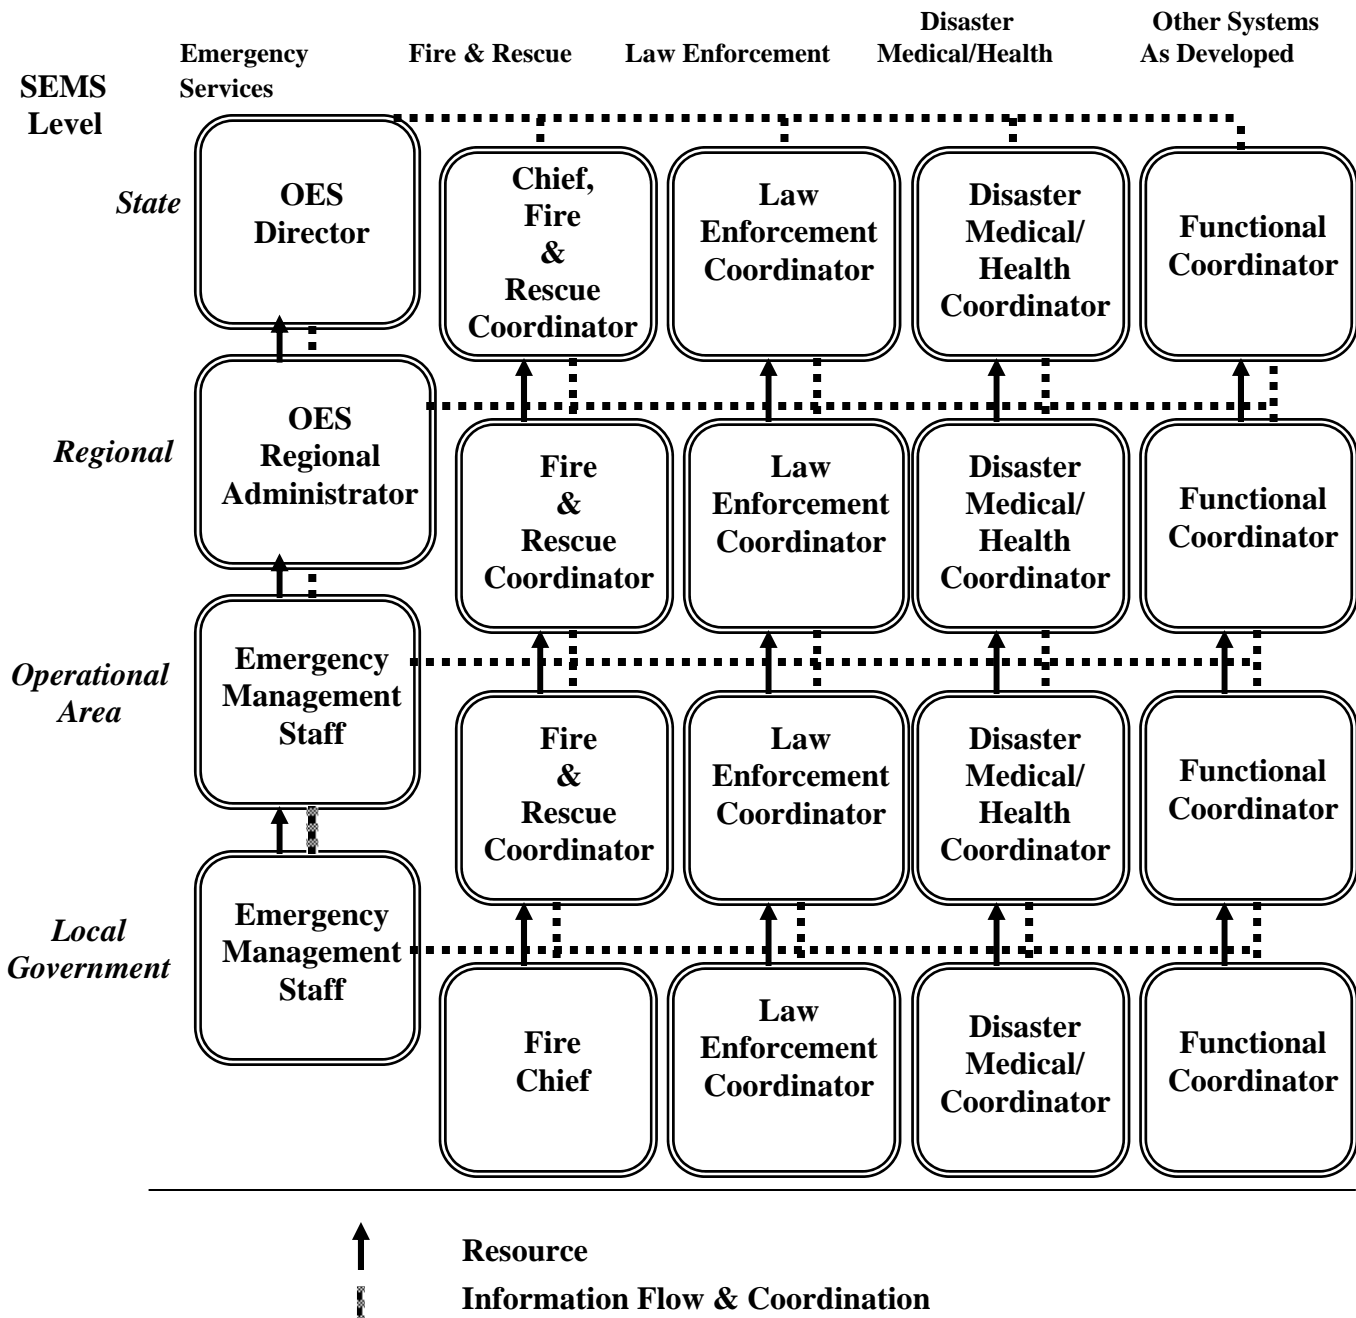 Disaster
Other Systems
Emergency
Fire & Rescue
Law Enforcement
Medical/Health
As Developed
Services
SEMS
Level
State
OES
Director
Chief,
Fire
&
Rescue
Coordinator
Law
Enforcement
Coordinator
Disaster
Medical/
Health
Coordinator
Functional
Coordinator
Regional
OES
Regional
Administrator
Fire
&
Rescue
Coordinator
Law
Enforcement
Coordinator
Disaster
Medical/
Health
Coordinator
Functional
Coordinator
Operational
Area
Emergency
Management
Staff
Fire
&
Rescue
Coordinator
Law
Enforcement
Coordinator
Disaster
Medical/
Health
Coordinator
Functional
Coordinator
Local
Government
Emergency
Management
Staff
Fire
Chief
Law
Enforcement
Coordinator
Disaster
Medical/
Coordinator
Functional
Coordinator
Resource
Information Flow & Coordination